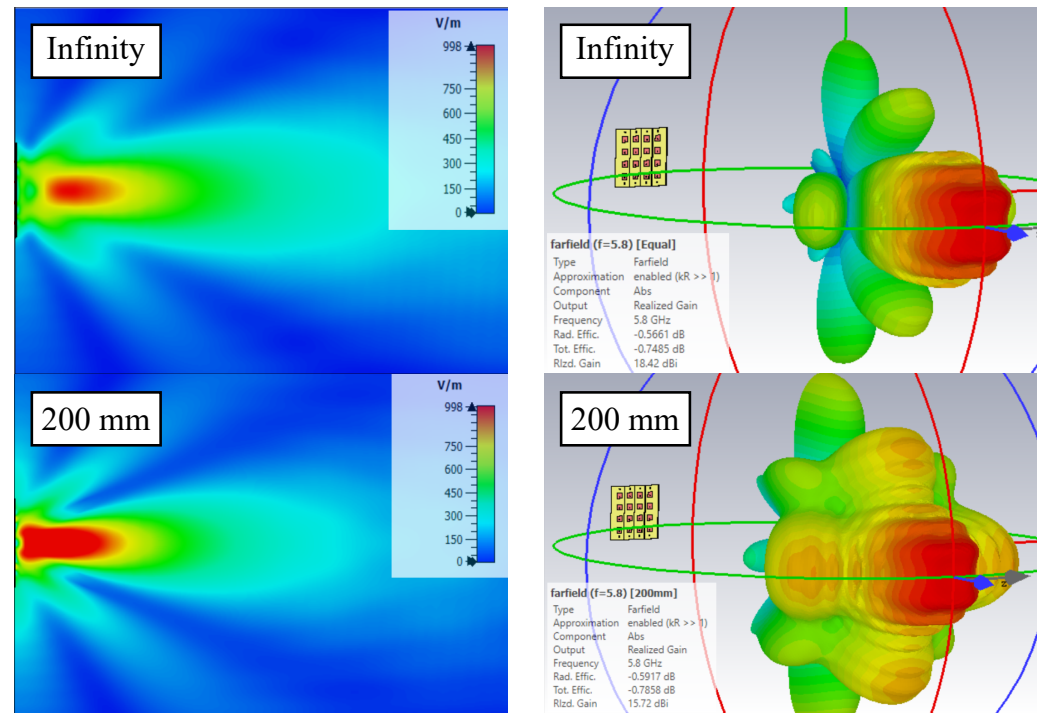 Infinity
V/m
998
750
600
450
300
150
0
Infinity
farfield (f=5.8) [Equal]
Type Farfield
Approximation enabled (kR >> 1)
Component Abs
Output Realized Gain
Frequency 5.8 GHz
Rad. Effic. -0.5661 dB
Tot. Effic. -0.7485 dB
Rlzd. Gain 18.42 dBi
200 mm
V/m
998
750
600
450
300
150
0
200 mm
farfield (f=5.8) [200mm]
Type Farfield
Approximation enabled (kR >> 1)
Component Abs
Output Realized Gain
Frequency 5.8 GHz
Rad. Effic. -0.5917 dB
Tot. Effic. -0.7858 dB
Rlzd. Gain 15.72 dBi